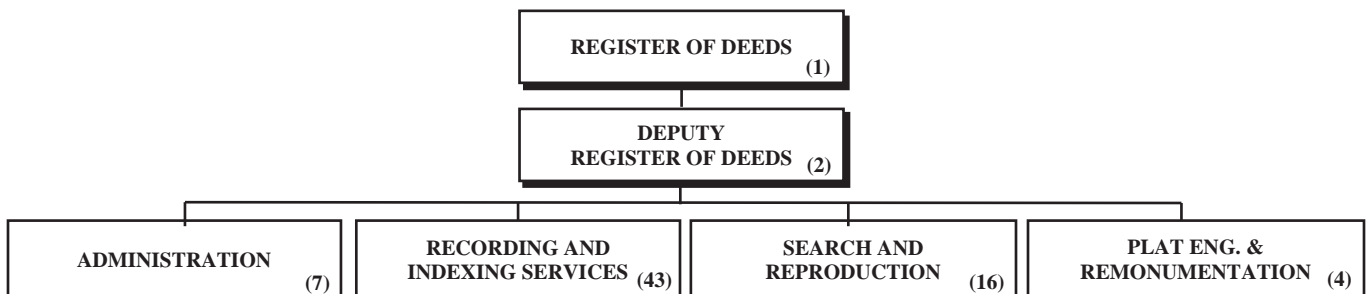 REGISTER OF DEEDS
(1)
DEPUTY
REGISTER OF DEEDS (2)
ADMINISTRATION
(7)
RECORDING AND
INDEXING SERVICES (43)
SEARCH AND
REPRODUCTION (16)
PLAT ENG. &
REMONUMENTATION (4)